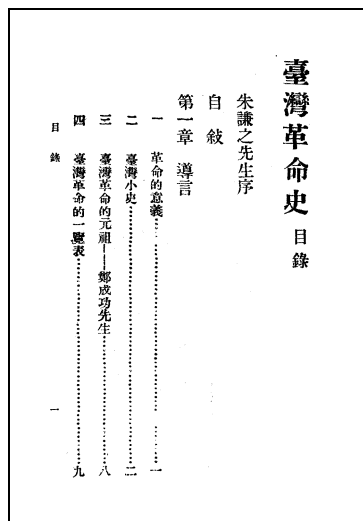 臺灣革命史 目錄
朱謙之先生序
自敍
第一章 導言
一 革命的意義……………………一
二 臺灣小史……………………二
三 臺灣革命的元祖——鄭成功先生……………………八
四 臺灣革命的一覽表……………………九
目錄 一